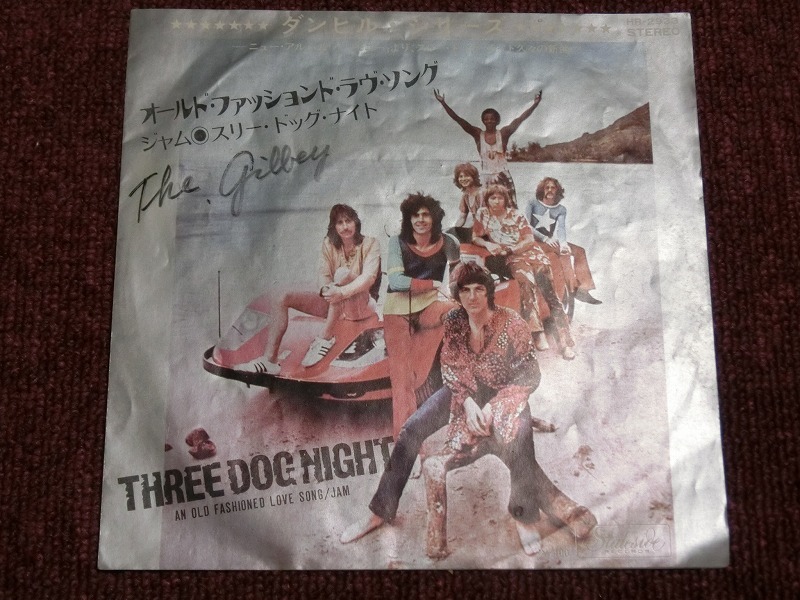 ★★★★★★★ ダンヒル・シリーズ
HR-2938
STEREO
オールド・ファッションド・ラヴ・ソング
ジャム◉スリー・ドッグ・ナイト
The Gilbey
THREE DOG NIGHT
AN OLD FASHIONED LOVE SONG/JAM
Stateside